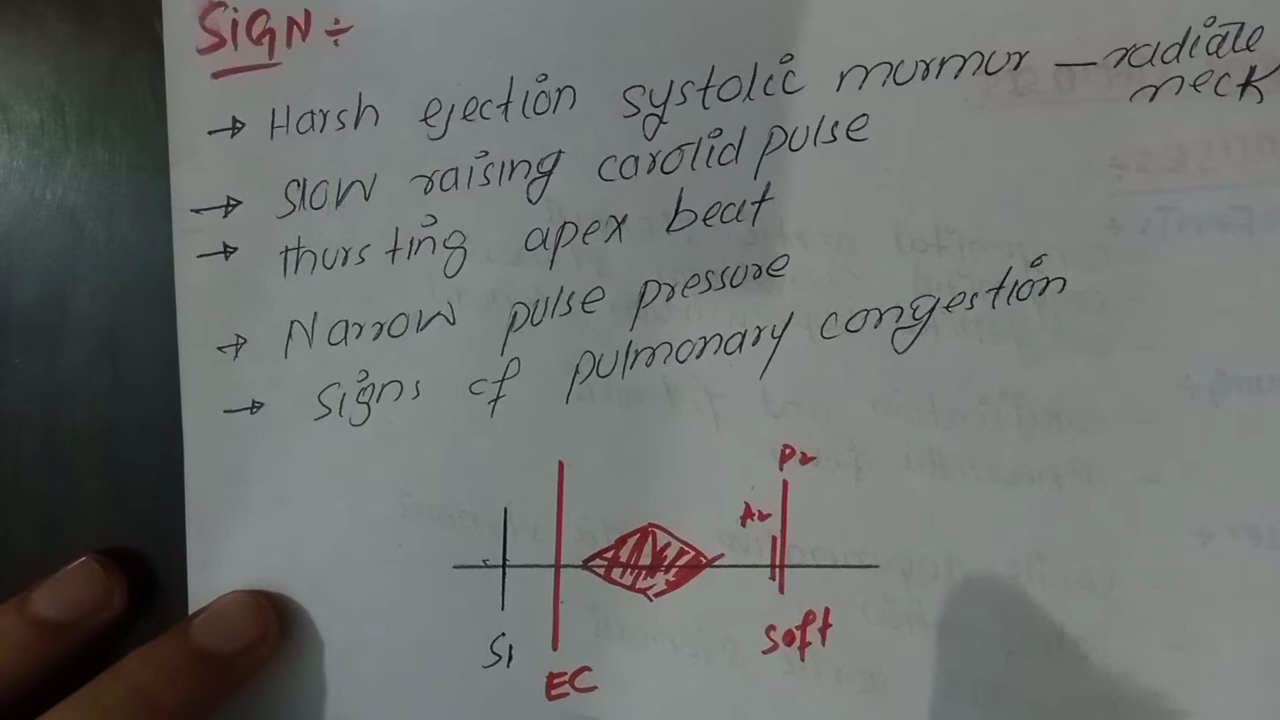 SiGN ÷
→ Harsh ejection systolic murmur – radiate
neck
→ slow raising carotid pulse
→ thursting apex beat
→ Narrow pulse pressure
→ signs of pulmonary congestion
P2
A2
soft
S1
EC